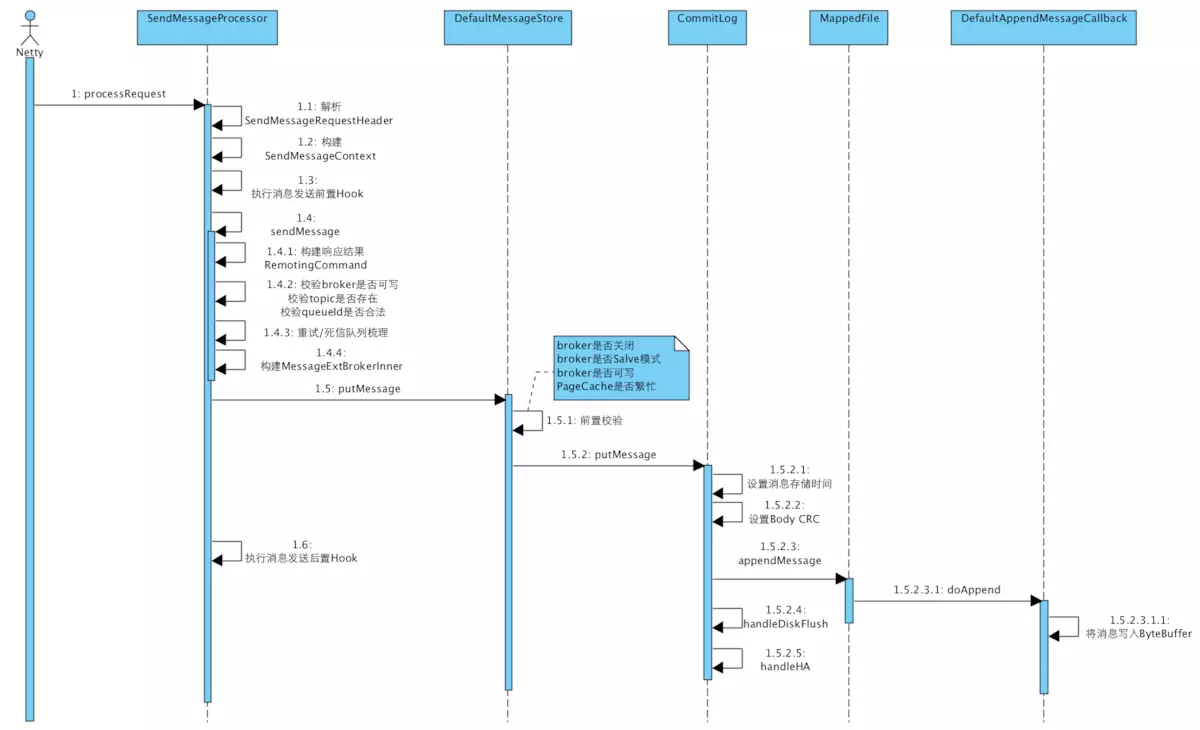 SendMessageProcessor
DefaultMessageStore
CommitLog
MappedFile
DefaultAppendMessageCallback
Netty
1: processRequest
1.1: 解析
SendMessageRequestHeader
1.2: 构建
SendMessageContext
1.3:
执行消息发送前置Hook
1.4:
sendMessage
1.4.1: 构建响应结果
RemotingCommand
1.4.2: 校验broker是否可写
校验topic是否存在
校验queueId是否合法
1.4.3: 重试/死信队列梳理
1.4.4:
构建MessageExtBrokerInner
broker是否关闭
broker是否Salve模式
broker是否可写
PageCache是否繁忙
1.5: putMessage
1.5.1: 前置校验
1.5.2: putMessage
1.5.2.1:
设置消息存储时间
1.5.2.2:
设置Body CRC
1.6:
执行消息发送后置Hook
1.5.2.3:
appendMessage
1.5.2.3.1: doAppend
1.5.2.4:
handleDiskFlush
1.5.2.3.1.1:
将消息写入ByteBuffer
1.5.2.5:
handleHA